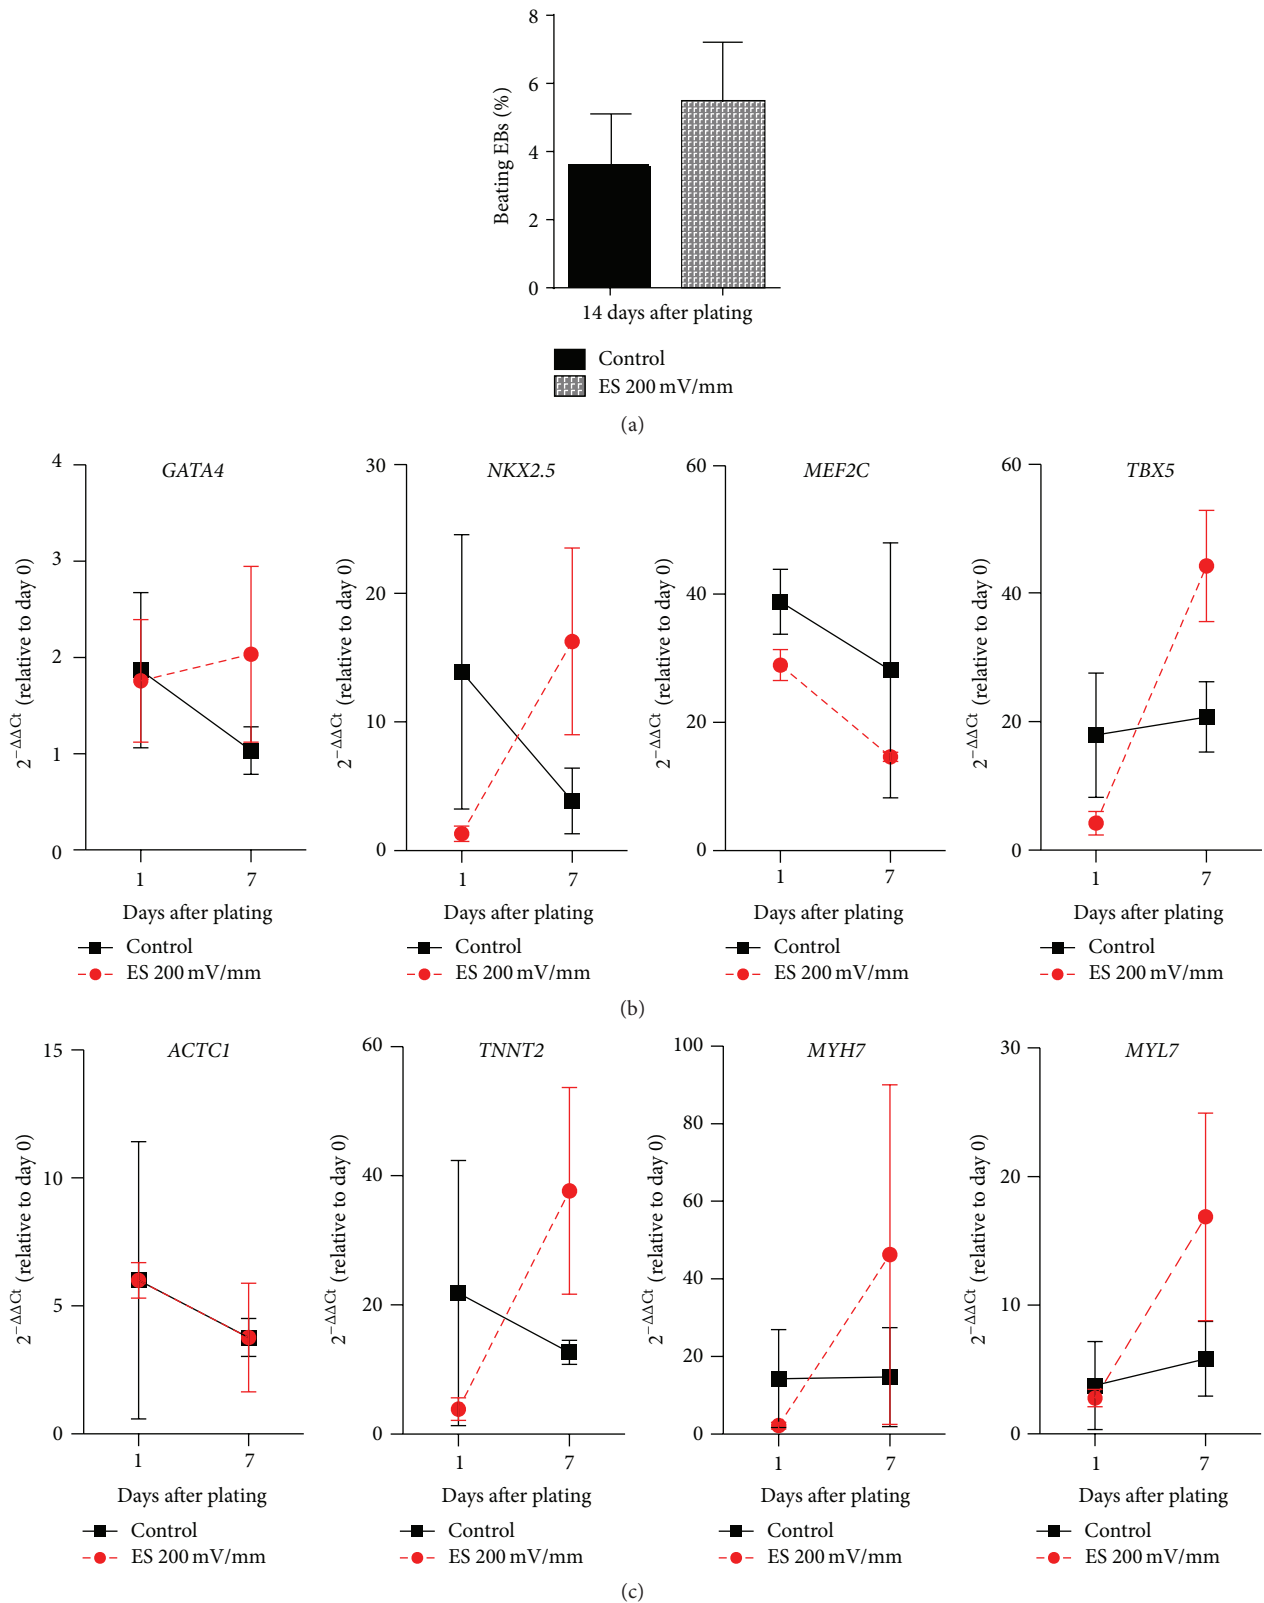 8
6
4
2
0
Beating EBs (%)
14 days after plating
Control
ES 200 mV/mm
(a)
GATA4
4
3
2
1
0
2^−ΔΔCt (relative to day 0)
1 7
Days after plating
Control
ES 200 mV/mm
NKX2.5
30
20
10
0
2^−ΔΔCt (relative to day 0)
1 7
Days after plating
Control
ES 200 mV/mm
MEF2C
60
40
20
0
2^−ΔΔCt (relative to day 0)
1 7
Days after plating
Control
ES 200 mV/mm
TBX5
60
40
20
0
2^−ΔΔCt (relative to day 0)
1 7
Days after plating
Control
ES 200 mV/mm
(b)
ACTC1
15
10
5
0
2^−ΔΔCt (relative to day 0)
1 7
Days after plating
Control
ES 200 mV/mm
TNNT2
60
40
20
0
2^−ΔΔCt (relative to day 0)
1 7
Days after plating
Control
ES 200 mV/mm
MYH7
100
80
60
40
20
0
2^−ΔΔCt (relative to day 0)
1 7
Days after plating
Control
ES 200 mV/mm
MYL7
30
20
10
0
2^−ΔΔCt (relative to day 0)
1 7
Days after plating
Control
ES 200 mV/mm
(c)